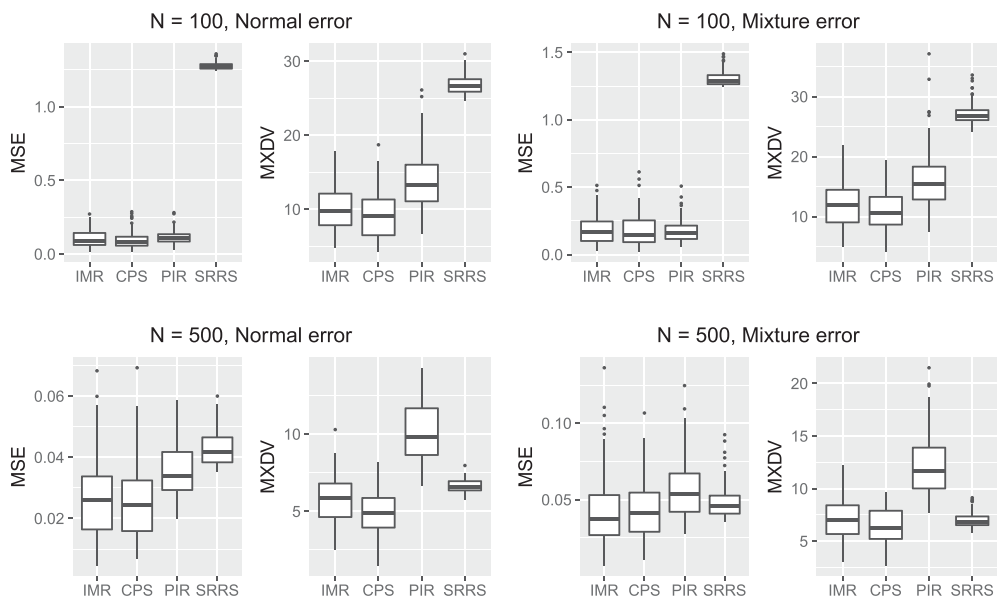 N = 100, Normal error
N = 100, Mixture error
MSE
1.0
0.5
0.0
IMR CPS PIR SRRS
MXDV
30
20
10
IMR CPS PIR SRRS
MSE
1.5
1.0
0.5
0.0
IMR CPS PIR SRRS
MXDV
30
20
10
IMR CPS PIR SRRS
N = 500, Normal error
N = 500, Mixture error
MSE
0.06
0.04
0.02
IMR CPS PIR SRRS
MXDV
10
5
IMR CPS PIR SRRS
MSE
0.10
0.05
IMR CPS PIR SRRS
MXDV
20
15
10
5
IMR CPS PIR SRRS